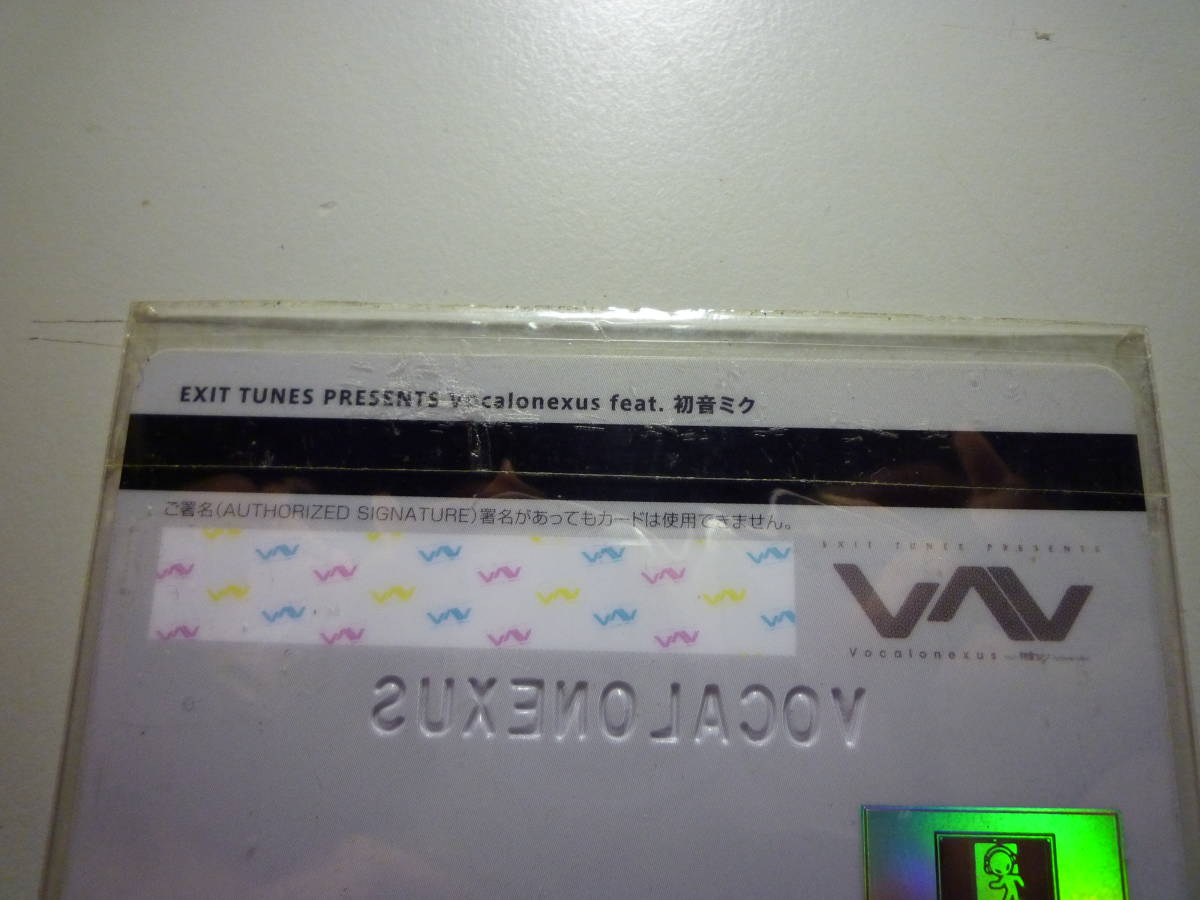 EXIT TUNES PRESENTS Vocalonexus feat. 初音ミク
ご署名(AUTHORIZED SIGNATURE)署名があってもカードは使用できません。
EXIT TUNES PRESENTS
Vocalonexus
VOCALONEXUS